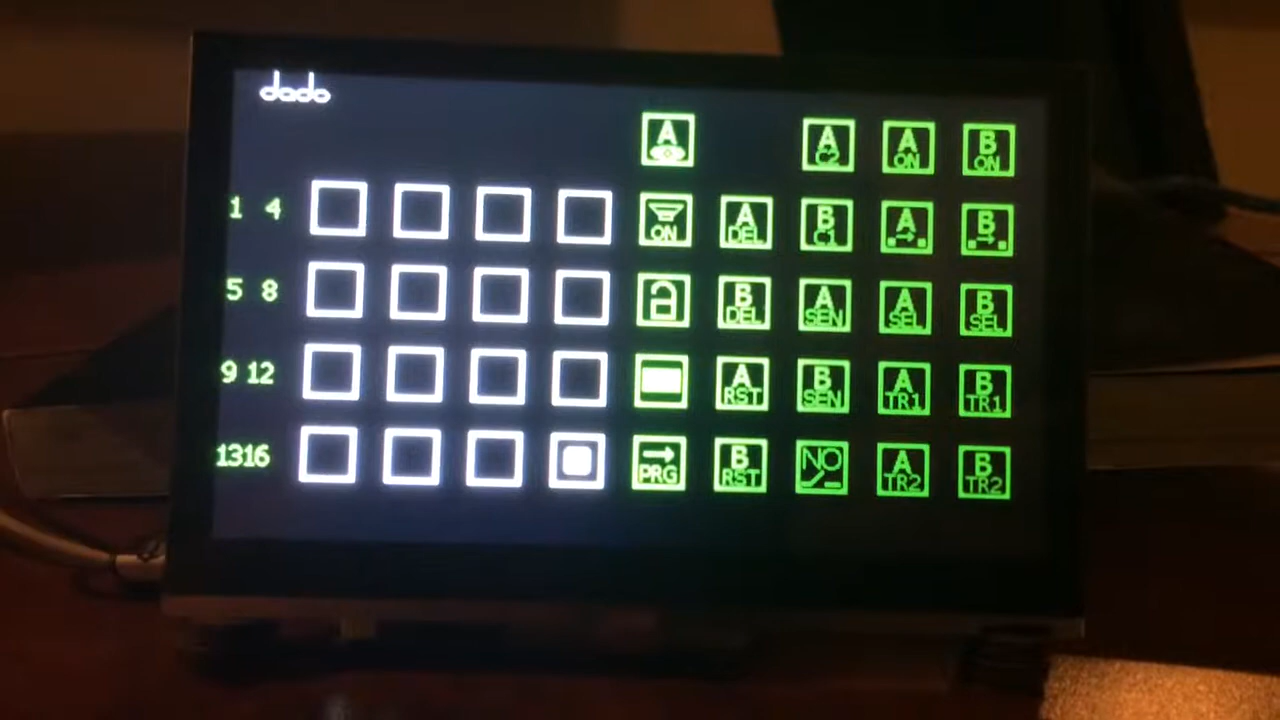 dado
A A C2 A ON B ON
1 4 ON A DEL B C1 A B
5 8 B DEL A SEN A SEL B SEL
9 12 A RST B SEN A TR1 B TR1
1316 PRG B RST NO A TR2 B TR2